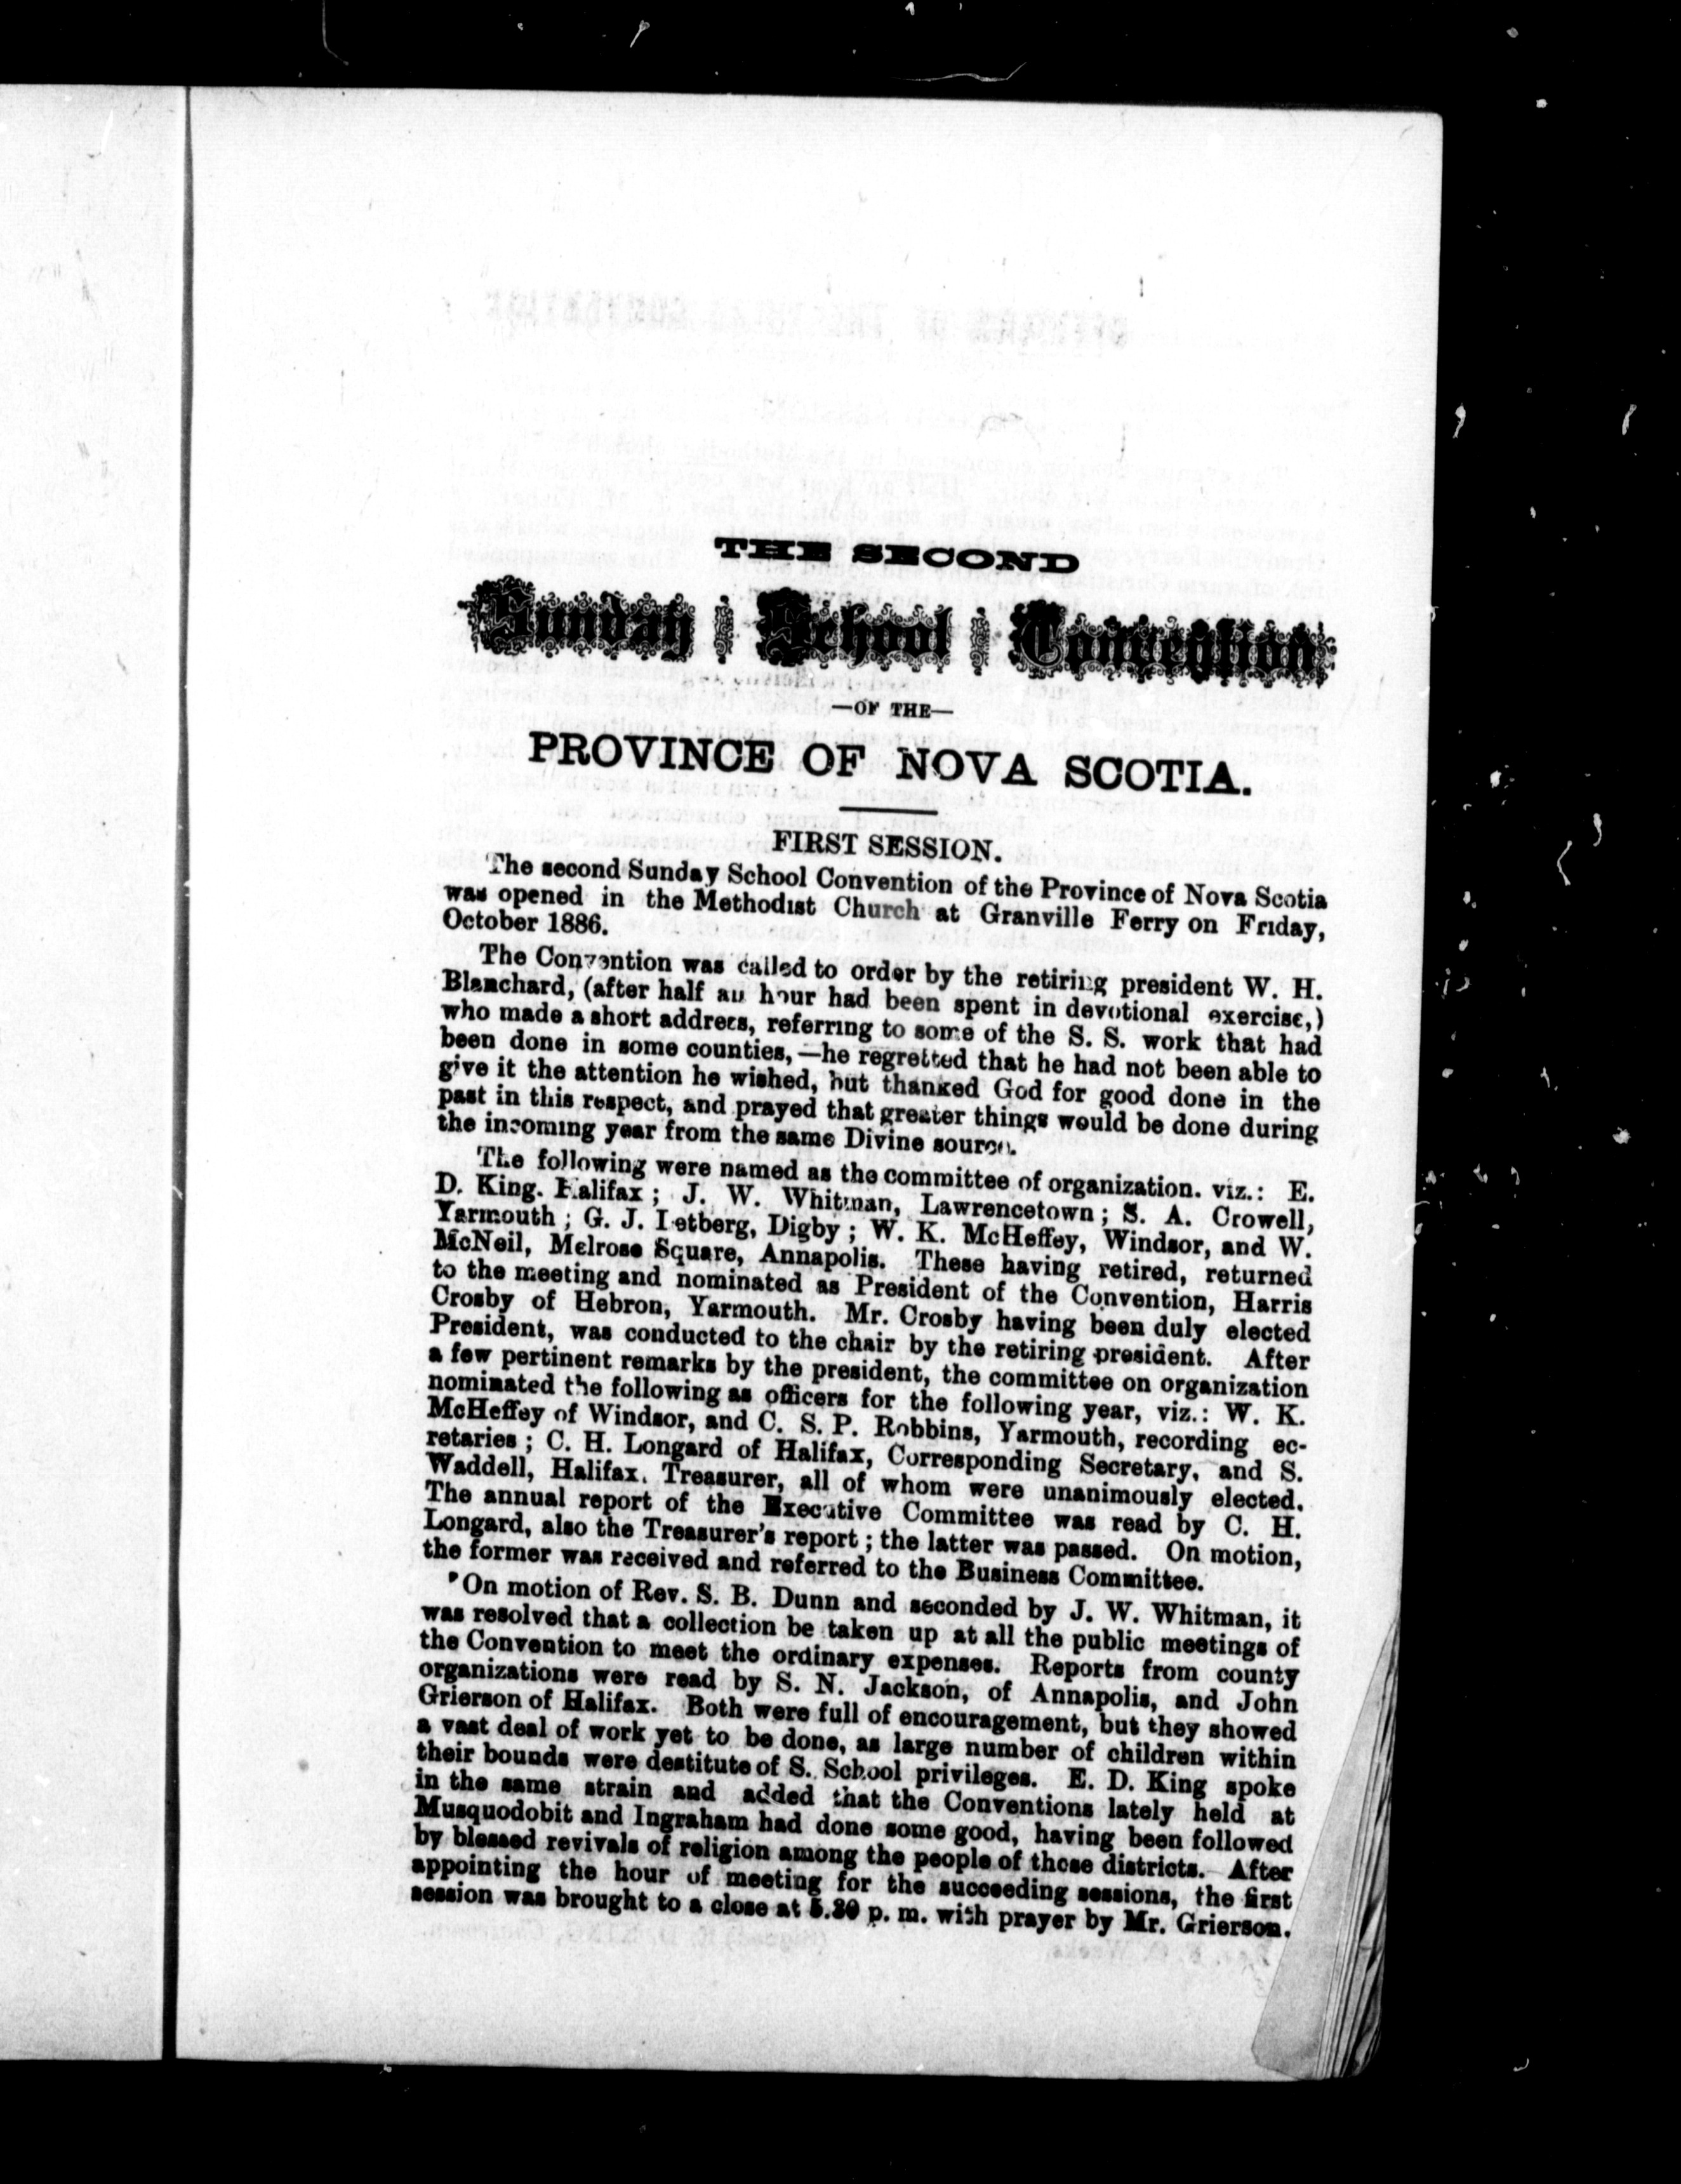 THE SECOND
Sunday School Convention
—OF THE—
PROVINCE OF NOVA SCOTIA.
FIRST SESSION.
The second Sunday School Convention of the Province of Nova Scotia
was opened in the Methodist Church at Granville Ferry on Friday,
October 1886.
The Convention was called to order by the retiring president W. H.
Blanchard, (after half an hour had been spent in devotional exercise,)
who made a short address, referring to some of the S. S. work that had
been done in some counties,—he regretted that he had not been able to
give it the attention he wished, but thanked God for good done in the
past in this respect, and prayed that greater things would be done during
the incoming year from the same Divine source.
The following were named as the committee of organization. viz.: E.
D. King. Halifax; J. W. Whitman, Lawrencetown; S. A. Crowell,
Yarmouth; G. J. Letberg, Digby; W. K. McHeffey, Windsor, and W.
McNeil, Melrose Square, Annapolis. These having retired, returned
to the meeting and nominated as President of the Convention, Harris
Crosby of Hebron, Yarmouth. Mr. Crosby having been duly elected
President, was conducted to the chair by the retiring president. After
a few pertinent remarks by the president, the committee on organization
nominated the following as officers for the following year, viz.: W. K.
McHeffey of Windsor, and C. S. P. Robbins, Yarmouth, recording ec-
retaries; C. H. Longard of Halifax, Corresponding Secretary, and S.
Waddell, Halifax, Treasurer, all of whom were unanimously elected.
The annual report of the Executive Committee was read by C. H.
Longard, also the Treasurer's report; the latter was passed. On motion,
the former was received and referred to the Business Committee.
On motion of Rev. S. B. Dunn and seconded by J. W. Whitman, it
was resolved that a collection be taken up at all the public meetings of
the Convention to meet the ordinary expenses. Reports from county
organizations were read by S. N. Jackson, of Annapolis, and John
Grierson of Halifax. Both were full of encouragement, but they showed
a vast deal of work yet to be done, as large number of children within
their bounds were destitute of S. School privileges. E. D. King spoke
in the same strain and added that the Conventions lately held at
Musquodobit and Ingraham had done some good, having been followed
by blessed revivals of religion among the people of those districts. After
appointing the hour of meeting for the succeeding sessions, the first
session was brought to a close at 5.30 p. m. with prayer by Mr. Grierson.